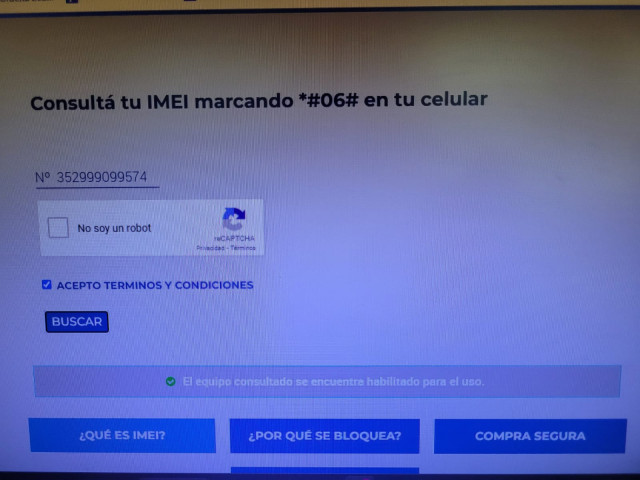 Consultá tu IMEI marcando *#06# en tu celular
Nº 352999099574
No soy un robot
reCAPTCHA
Privacidad - Términos
ACEPTO TERMINOS Y CONDICIONES
BUSCAR
El equipo consultado se encuentra habilitado para el uso.
¿QUÉ ES IMEI?
¿POR QUÉ SE BLOQUEA?
COMPRA SEGURA